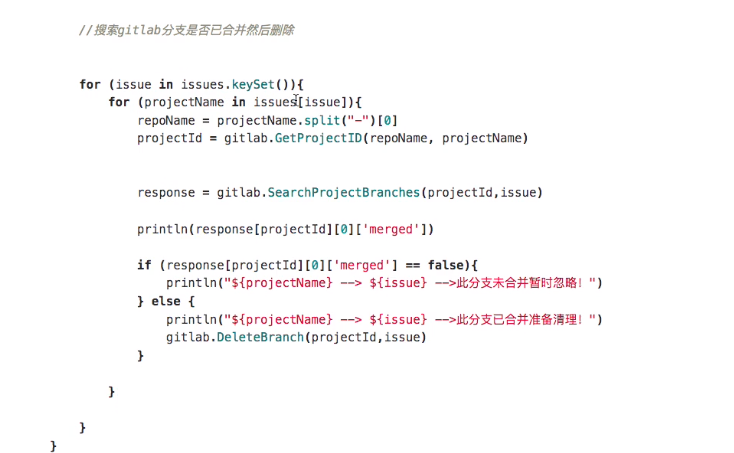 //搜索gitlab分支是否已合并然后删除
for (issue in issues.keySet()){
for (projectName in issues[issue]){
repoName = projectName.split("-")[0]
projectId = gitlab.GetProjectID(repoName, projectName)
response = gitlab.SearchProjectBranches(projectId,issue)
println(response[projectId][0]['merged'])
if (response[projectId][0]['merged'] == false){
println("${projectName} --> ${issue} -->此分支未合并暂时忽略！")
} else {
println("${projectName} --> ${issue} -->此分支已合并准备清理！")
gitlab.DeleteBranch(projectId,issue)
}
}
}
}